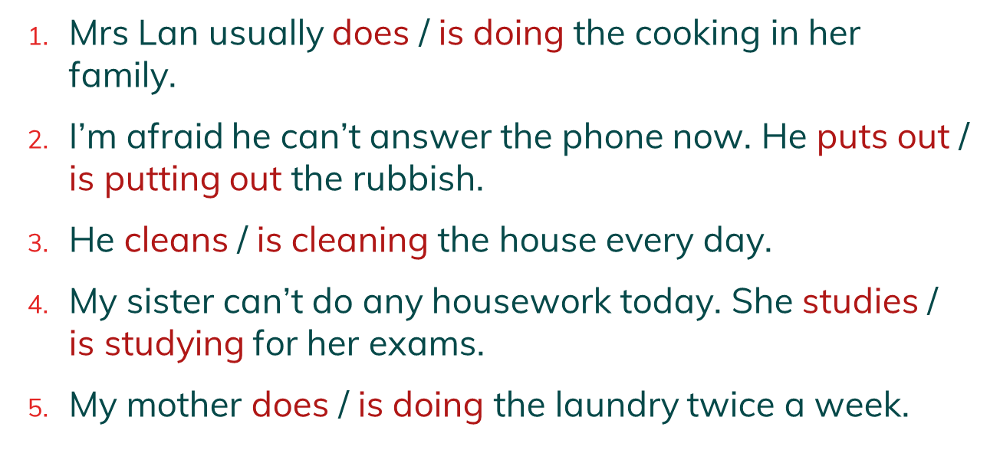 1. Mrs Lan usually does / is doing the cooking in her
family.
2. I’m afraid he can’t answer the phone now. He puts out /
is putting out the rubbish.
3. He cleans / is cleaning the house every day.
4. My sister can’t do any housework today. She studies /
is studying for her exams.
5. My mother does / is doing the laundry twice a week.